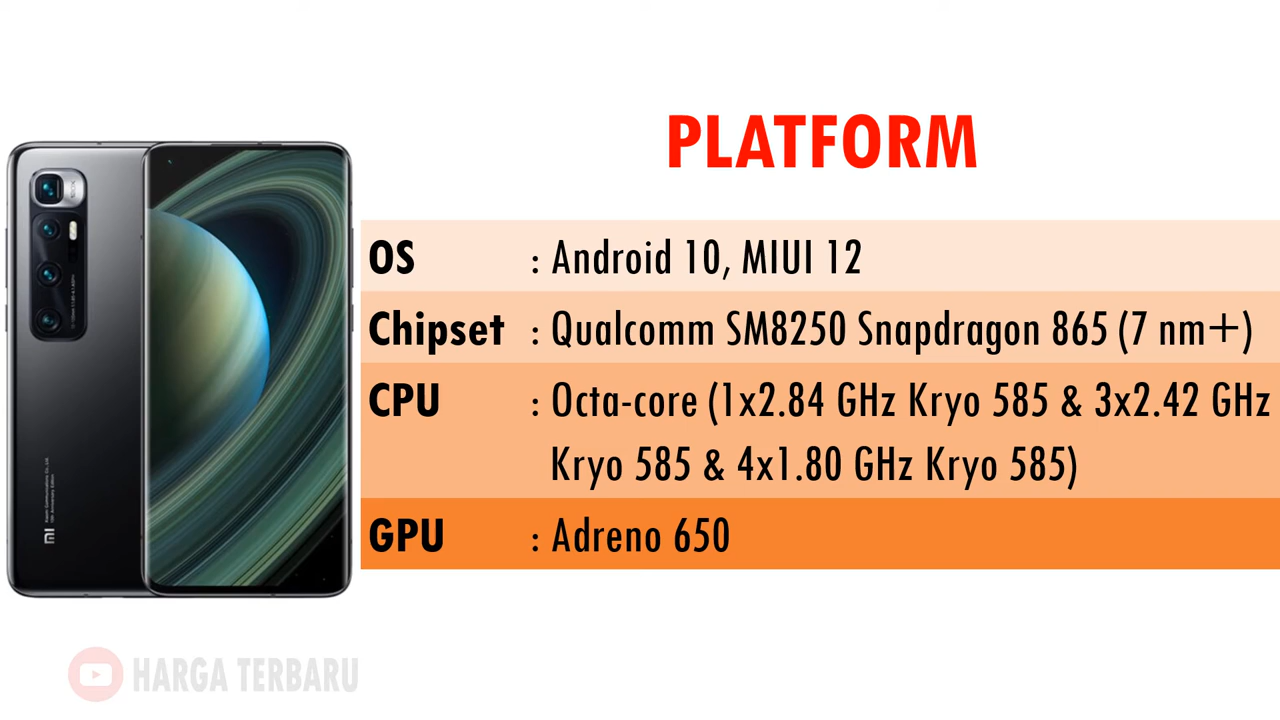 PLATFORM
OS : Android 10, MIUI 12
Chipset : Qualcomm SM8250 Snapdragon 865 (7 nm+)
CPU : Octa-core (1x2.84 GHz Kryo 585 & 3x2.42 GHz
Kryo 585 & 4x1.80 GHz Kryo 585)
GPU : Adreno 650
HARGA TERBARU